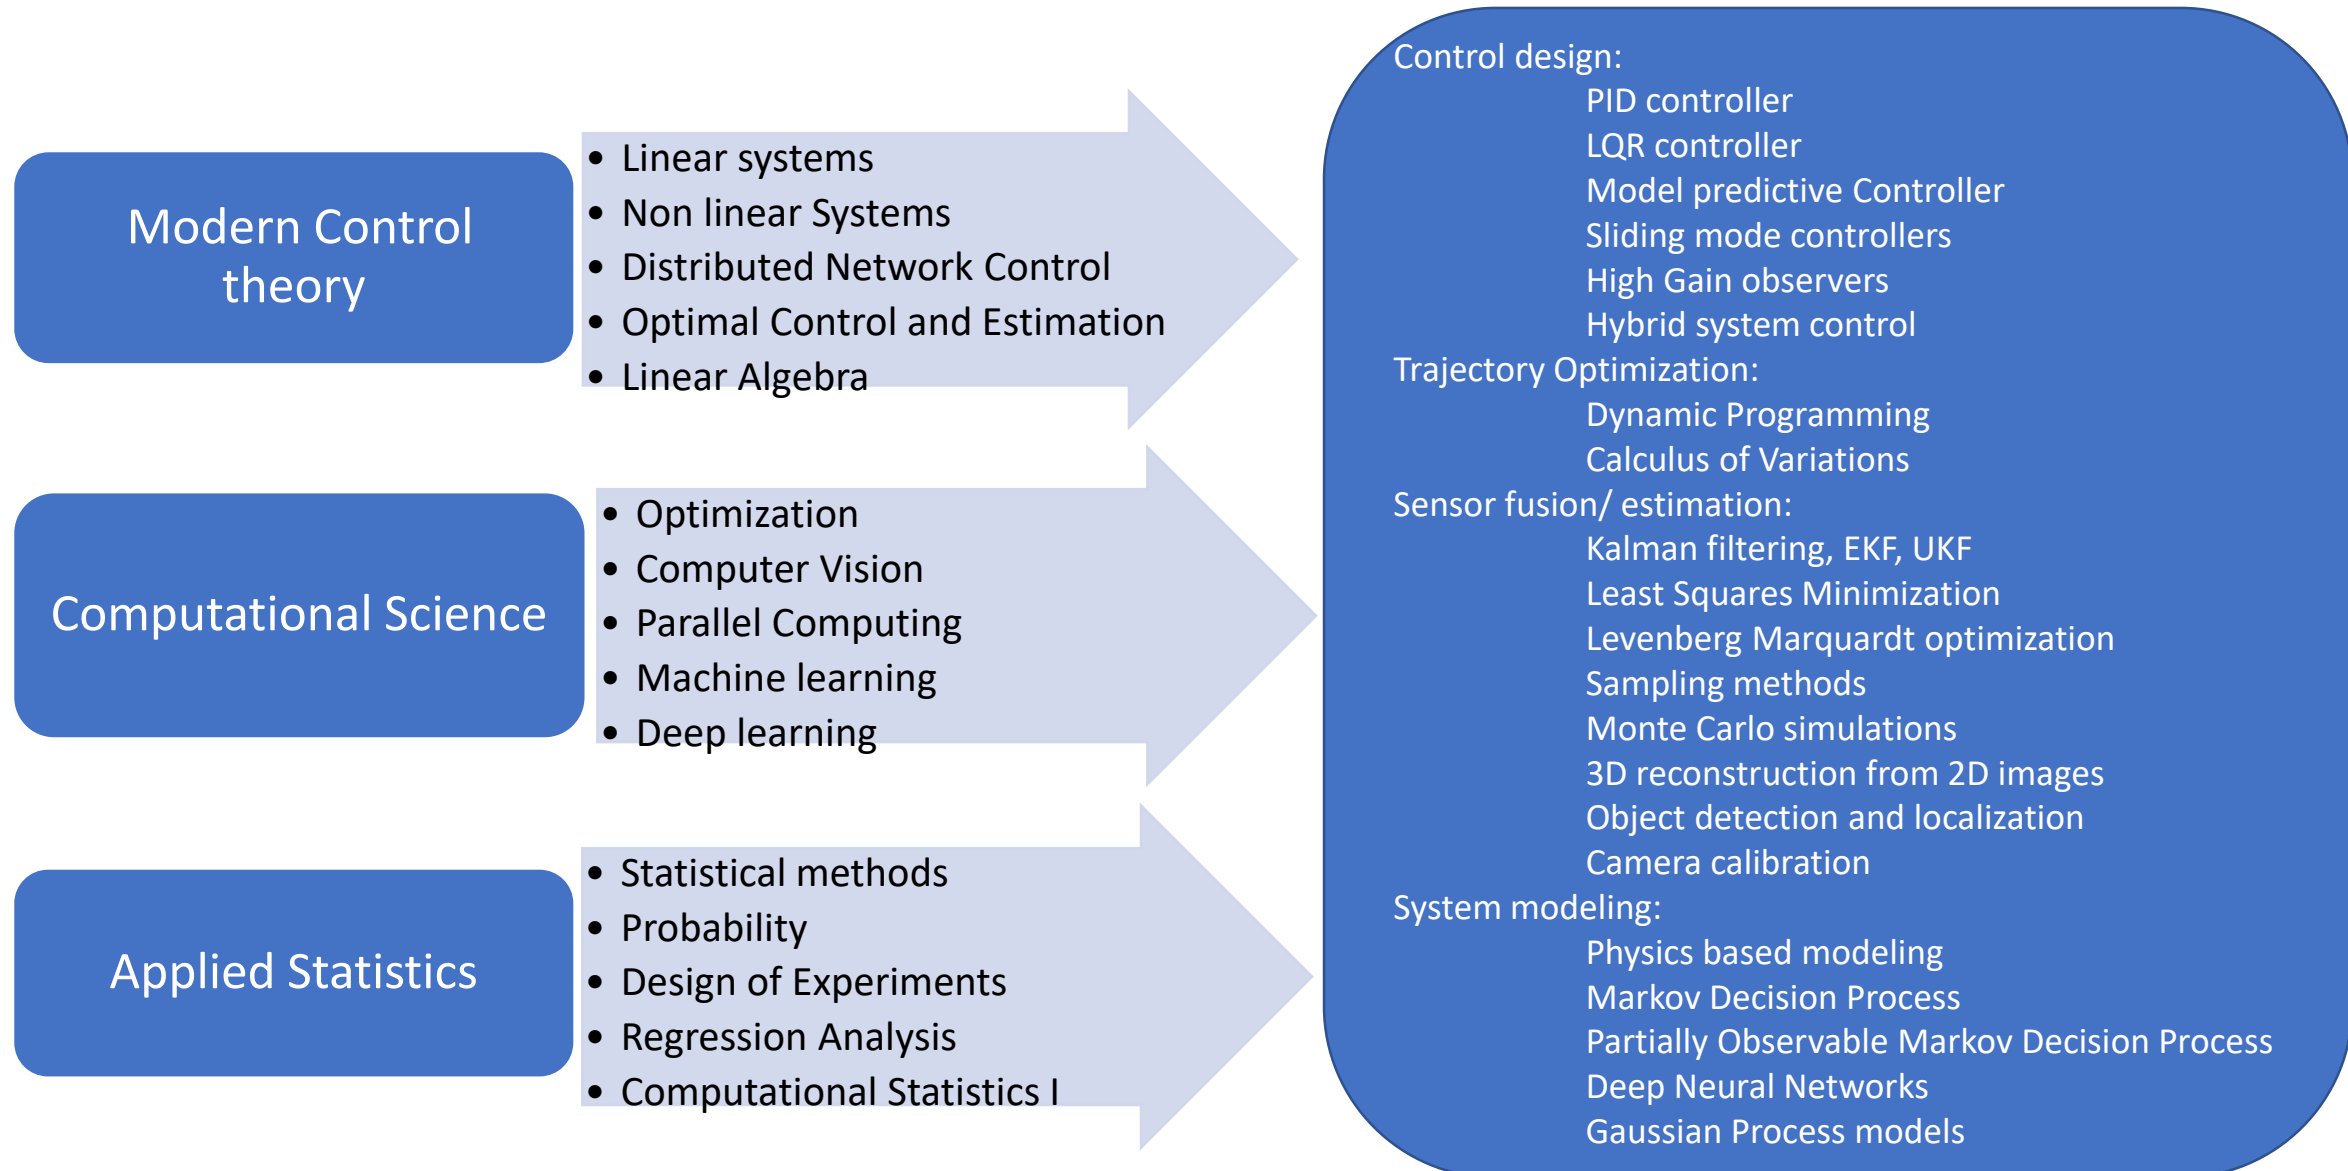 Modern Control
theory
• Linear systems
• Non linear Systems
• Distributed Network Control
• Optimal Control and Estimation
• Linear Algebra
Computational Science
• Optimization
• Computer Vision
• Parallel Computing
• Machine learning
• Deep learning
Applied Statistics
• Statistical methods
• Probability
• Design of Experiments
• Regression Analysis
• Computational Statistics I
Control design:
PID controller
LQR controller
Model predictive Controller
Sliding mode controllers
High Gain observers
Hybrid system control
Trajectory Optimization:
Dynamic Programming
Calculus of Variations
Sensor fusion/ estimation:
Kalman filtering, EKF, UKF
Least Squares Minimization
Levenberg Marquardt optimization
Sampling methods
Monte Carlo simulations
3D reconstruction from 2D images
Object detection and localization
Camera calibration
System modeling:
Physics based modeling
Markov Decision Process
Partially Observable Markov Decision Process
Deep Neural Networks
Gaussian Process models